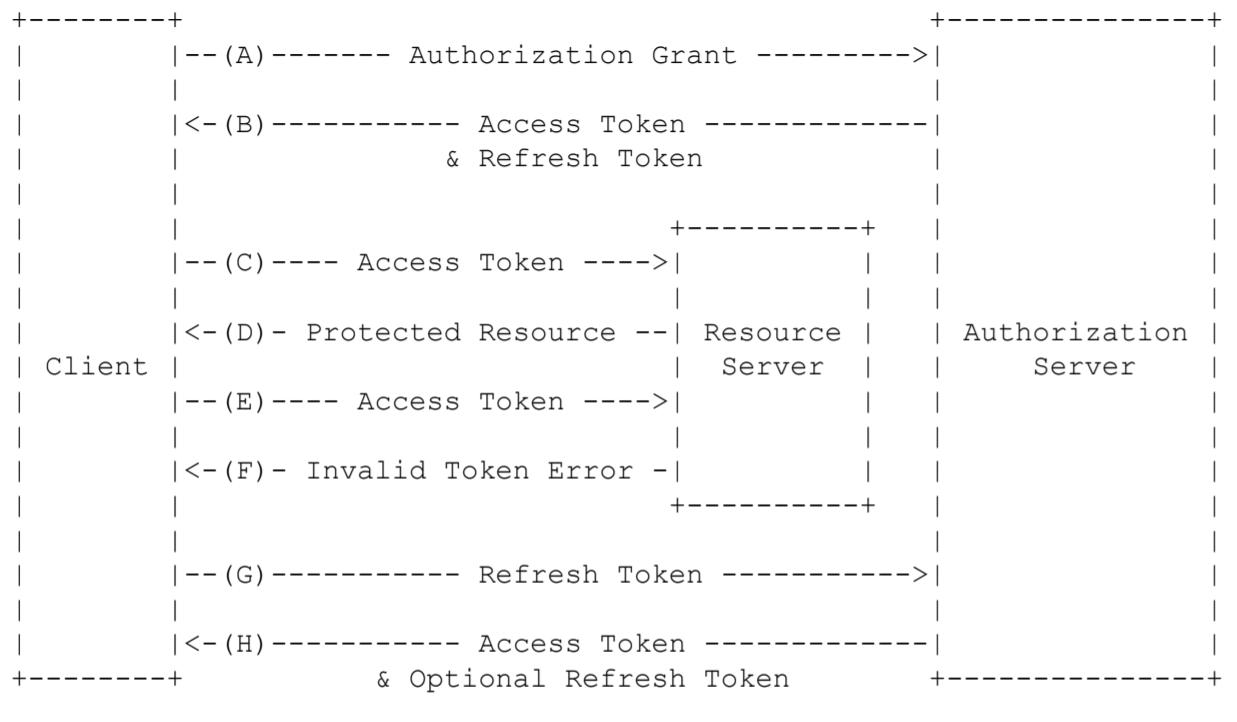 +--------+                                           +---------------+
|        |--(A)------- Authorization Grant --------->|               |
|        |                                           |               |
|        |<-(B)----------- Access Token -------------|               |
|        |               & Refresh Token             |               |
|        |                                           |               |
|        |                            +----------+   |               |
|        |--(C)---- Access Token ---->|          |   |               |
|        |                            |          |   |               |
|        |<-(D)- Protected Resource --| Resource |   | Authorization |
| Client |                            |  Server  |   |     Server    |
|        |--(E)---- Access Token ---->|          |   |               |
|        |                            |          |   |               |
|        |<-(F)- Invalid Token Error -|          |   |               |
|        |                            +----------+   |               |
|        |                                           |               |
|        |--(G)----------- Refresh Token ----------->|               |
|        |                                           |               |
|        |<-(H)----------- Access Token -------------|               |
+--------+           & Optional Refresh Token        +---------------+